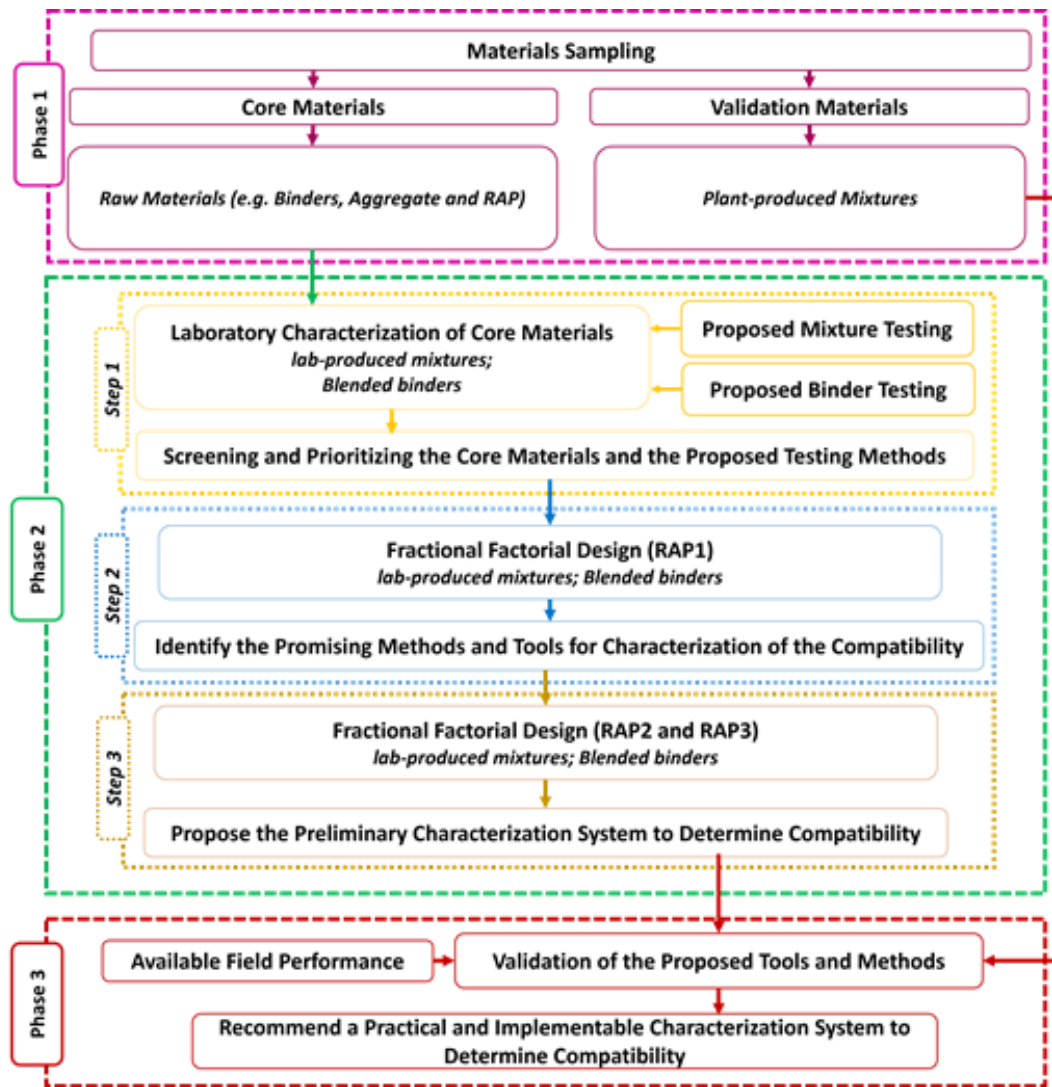 Phase 1
Materials Sampling
Core Materials
Validation Materials
Raw Materials (e.g. Binders, Aggregate and RAP)
Plant-produced Mixtures
Phase 2
Step 1
Laboratory Characterization of Core Materials
lab-produced mixtures;
Blended binders
Proposed Mixture Testing
Proposed Binder Testing
Screening and Prioritizing the Core Materials and the Proposed Testing Methods
Step 2
Fractional Factorial Design (RAP1)
lab-produced mixtures; Blended binders
Identify the Promising Methods and Tools for Characterization of the Compatibility
Step 3
Fractional Factorial Design (RAP2 and RAP3)
lab-produced mixtures; Blended binders
Propose the Preliminary Characterization System to Determine Compatibility
Phase 3
Available Field Performance
Validation of the Proposed Tools and Methods
Recommend a Practical and Implementable Characterization System to
Determine Compatibility